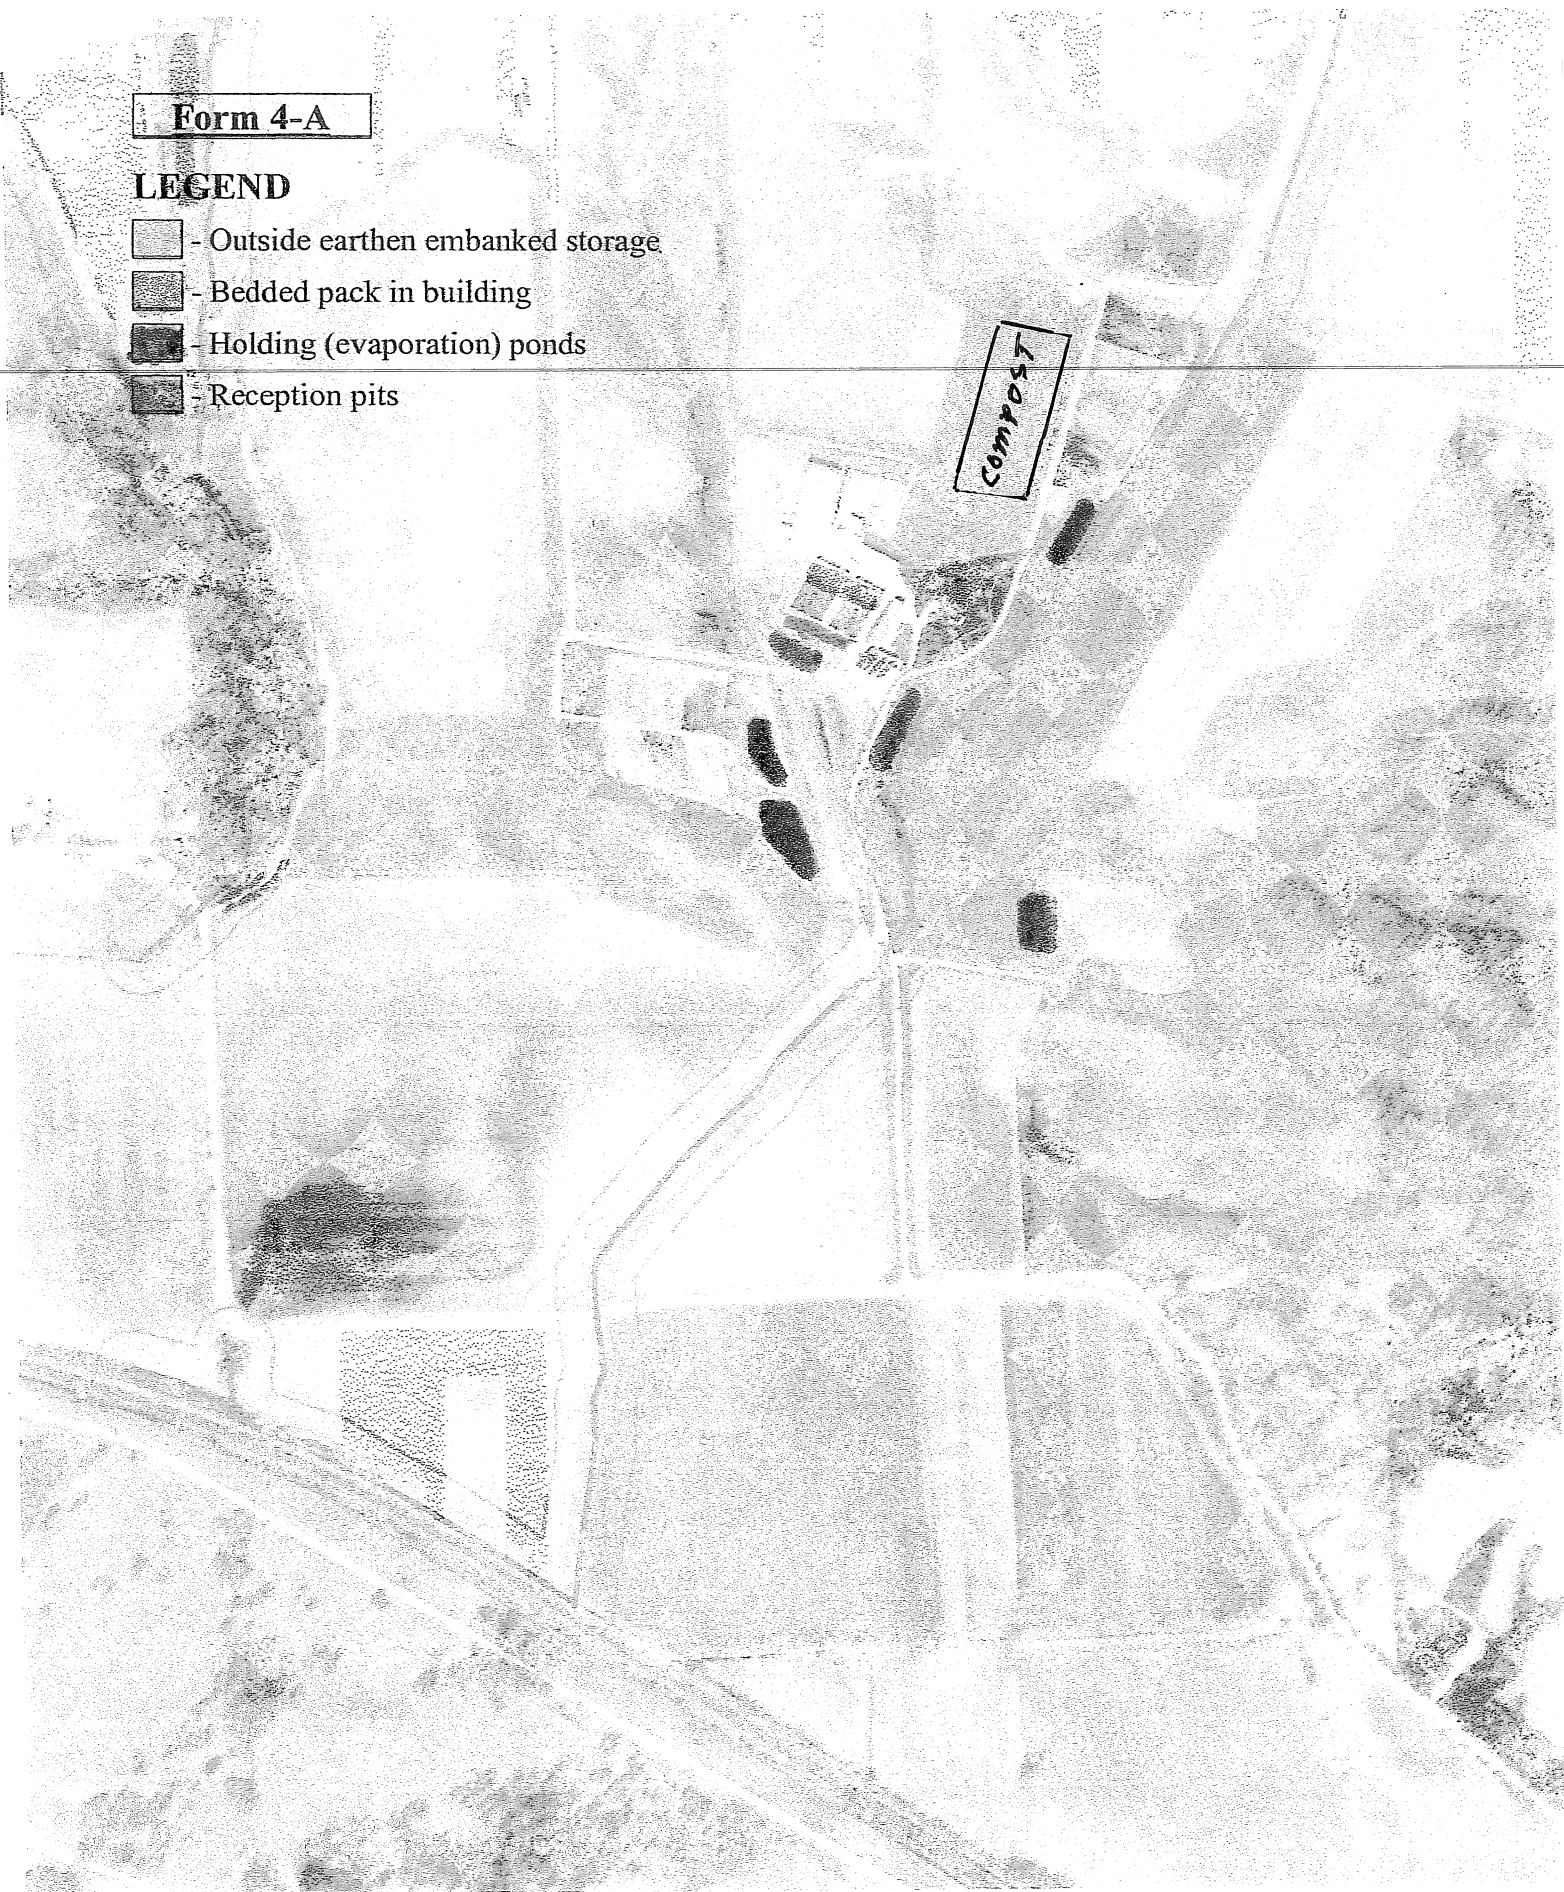 Form 4-A
LEGEND
- Outside earthen embanked storage
- Bedded pack in building
- Holding (evaporation) ponds
- Reception pits
COMPOST